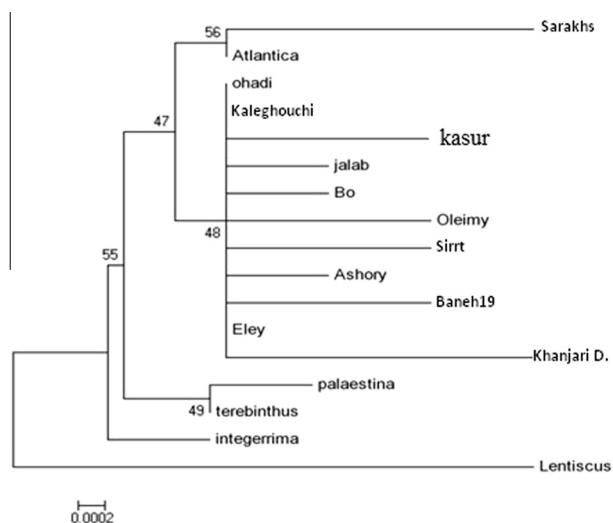 56
Sarakhs
Atlantica
ohadi
Kaleghouchi
47
kasur
jalab
Bo
Oleimy
48
Sirrt
55
Ashory
Baneh19
Eley
Khanjari D.
palaestina
49
terebinthus
integerrima
Lentiscus
0.0002